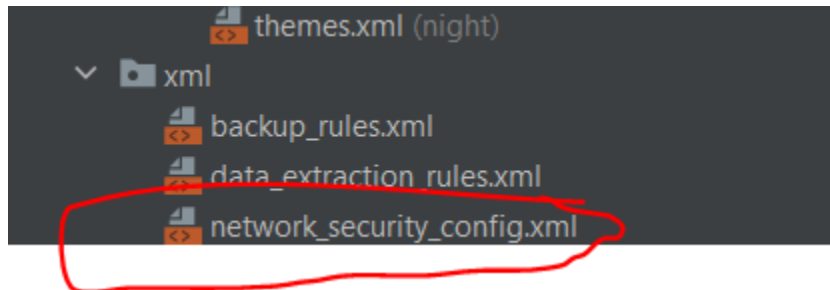 themes.xml (night)
xml
backup_rules.xml
data_extraction_rules.xml
network_security_config.xml